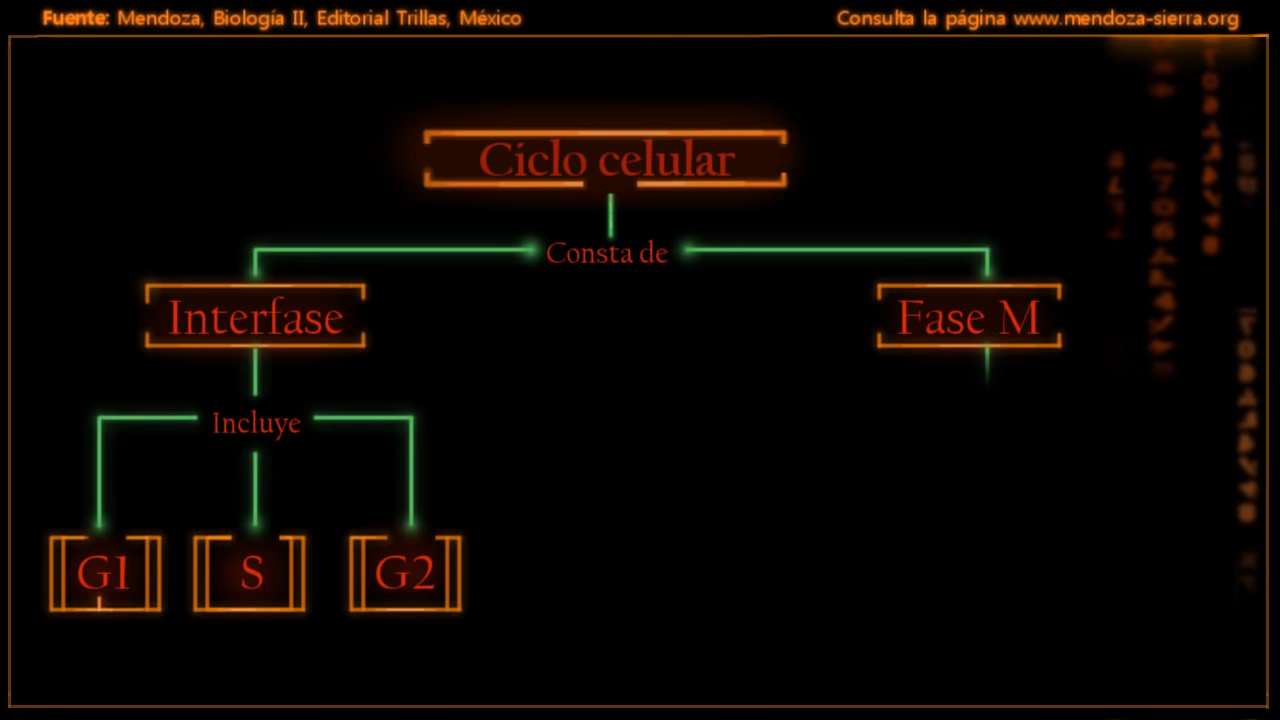 Fuente: Mendoza, Biología II, Editorial Trillas, México
Consulta la página www.mendoza-sierra.org
Ciclo celular
Consta de
Interfase
Fase M
Incluye
G1
S
G2